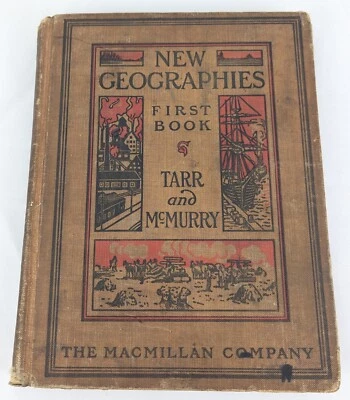 NEW
GEOGRAPHIES
FIRST
BOOK
TARR
and
McMURRY
THE MACMILLAN COMPANY